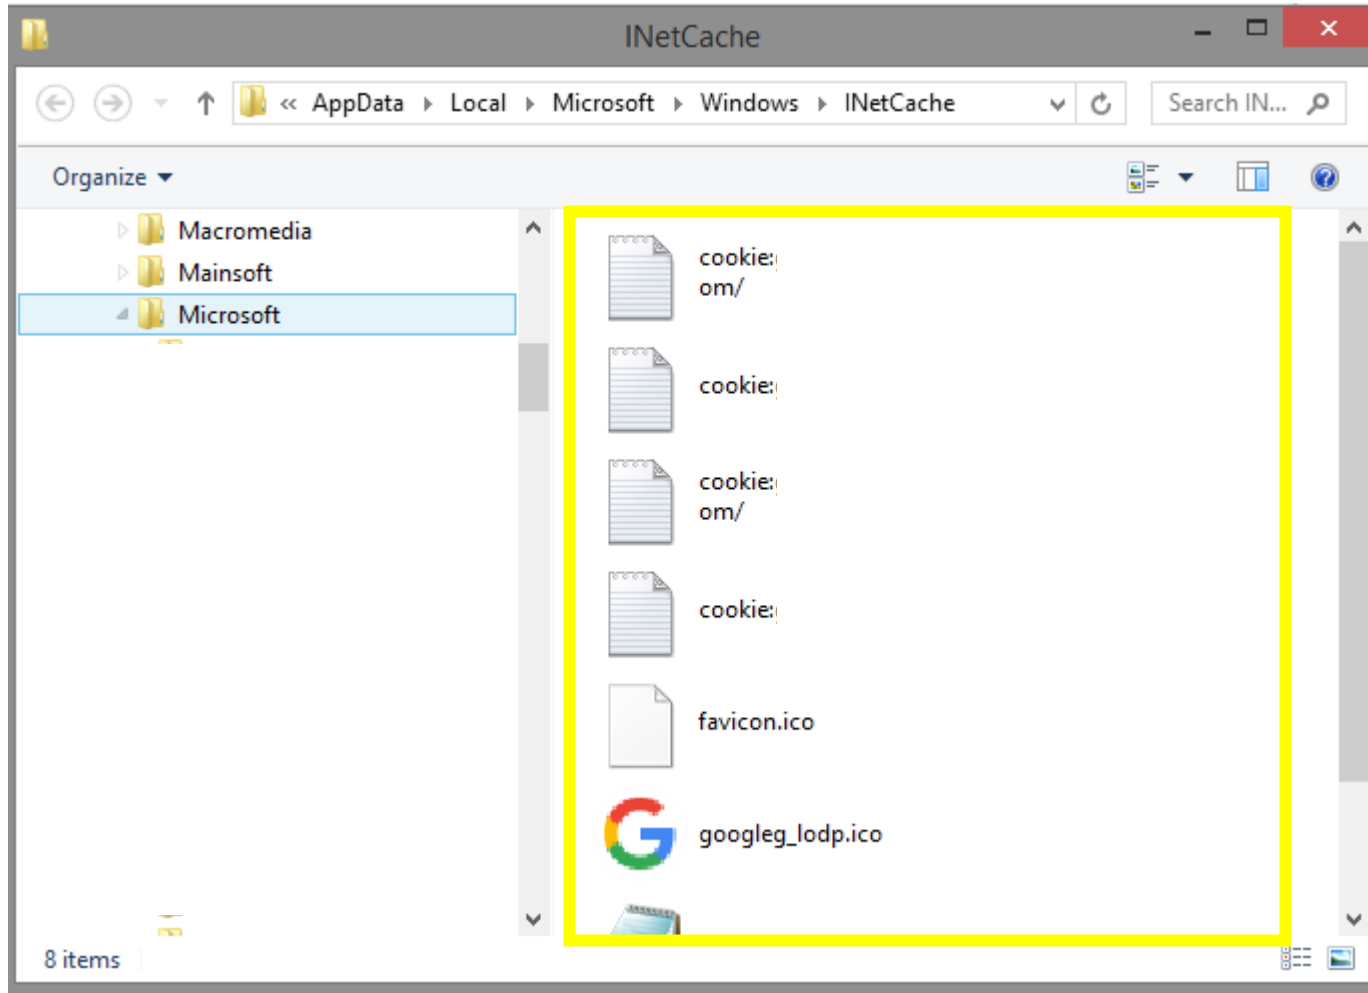 INetCache
« AppData Local Microsoft Windows INetCache
Search IN...
Organize
Macromedia
Mainsoft
Microsoft
cookie:
om/
cookie:
cookie:
om/
cookie:
favicon.ico
googleg_lodp.ico
8 items